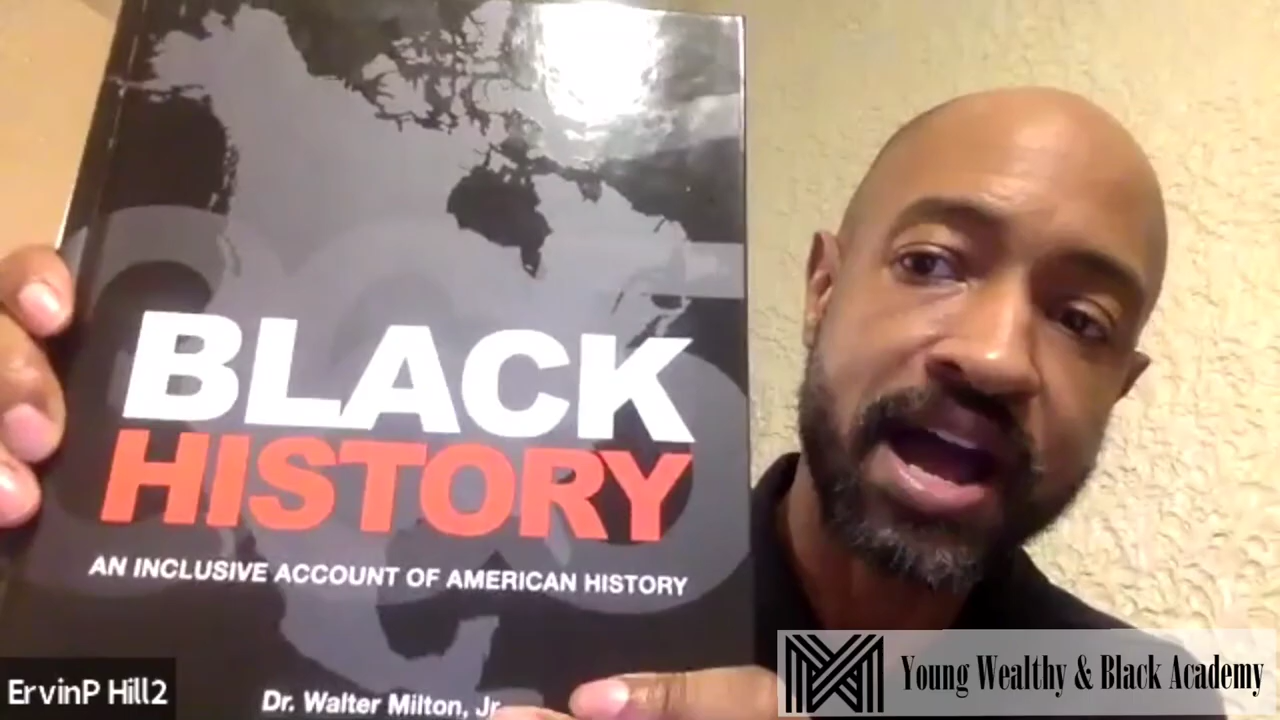 BLACK
HISTORY
AN INCLUSIVE ACCOUNT OF AMERICAN HISTORY
Dr. Walter Milton, Jr
ErvinP Hill2
Young Wealthy & Black Academy